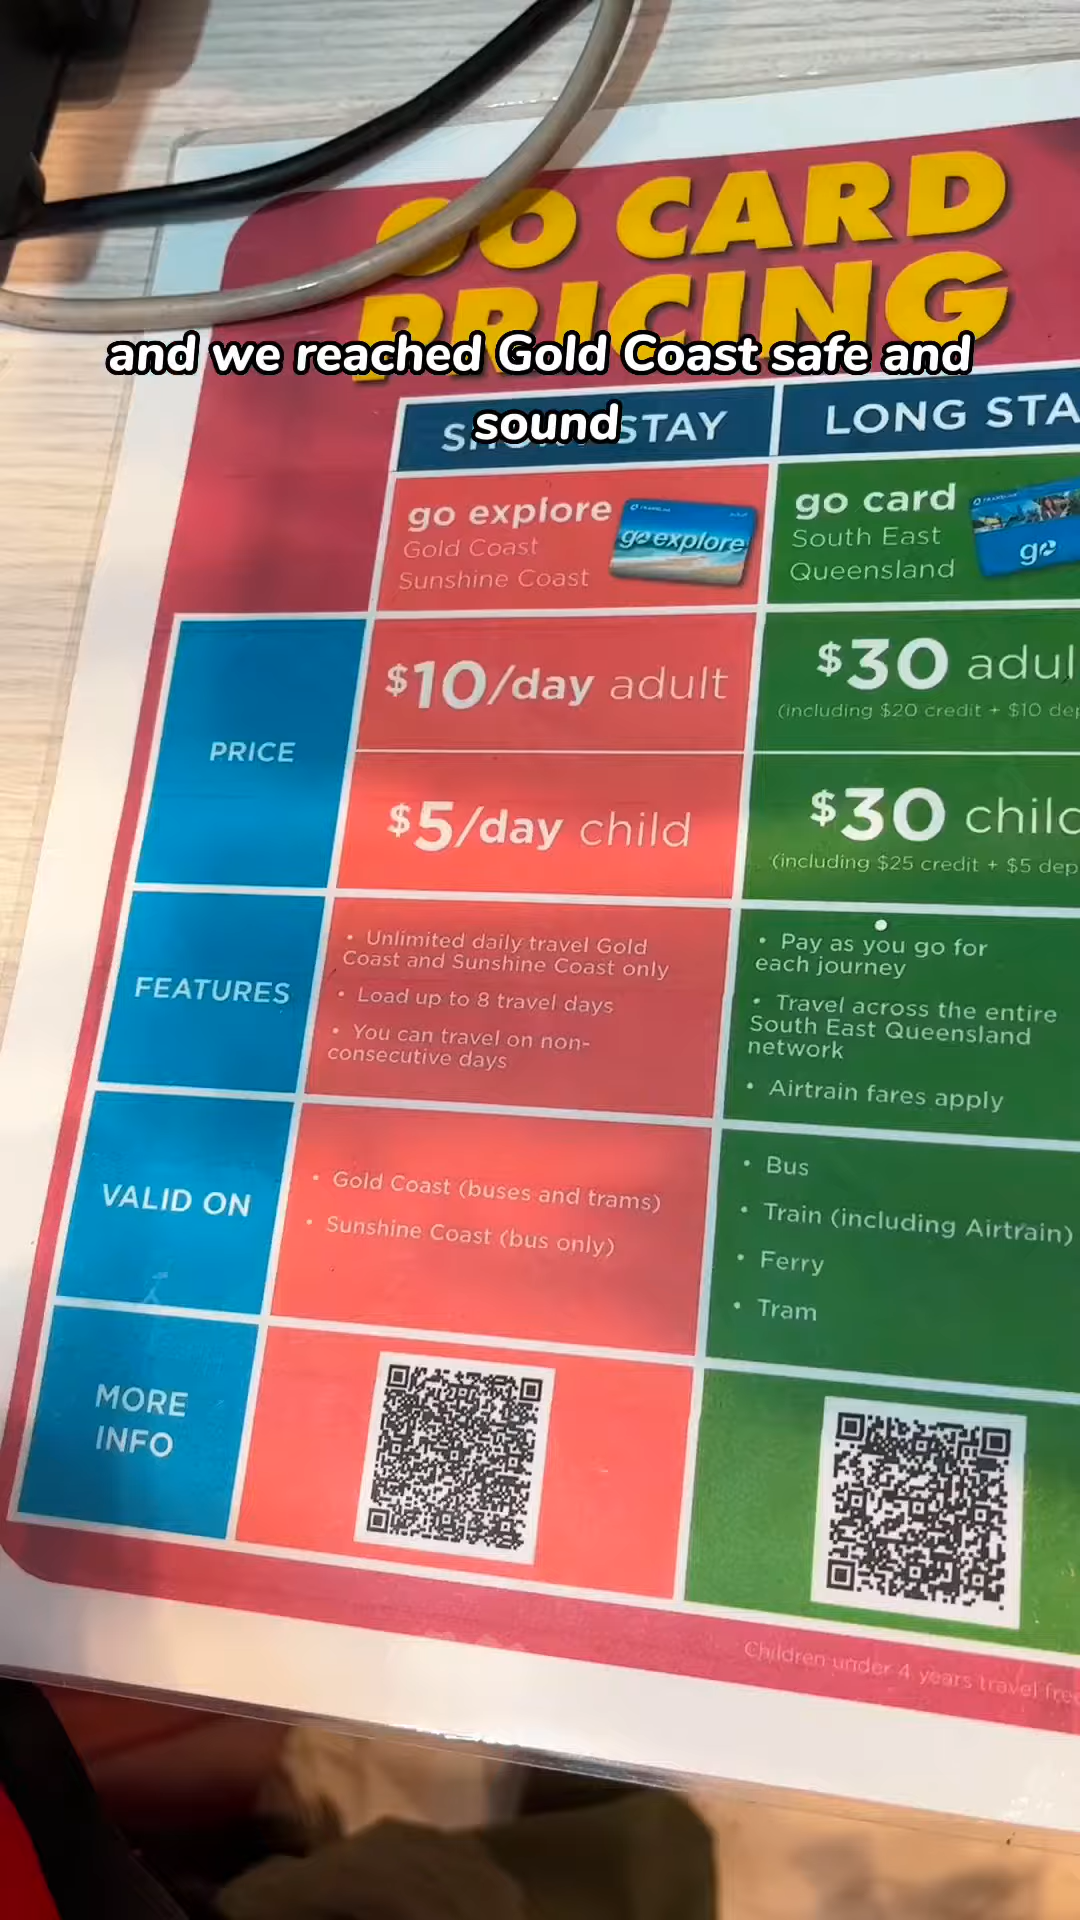 GO CARD
PRICING
and we reached Gold Coast safe and
sound
STAY
LONG STA
go explore
Gold Coast
Sunshine Coast
go explore
go card
South East
Queensland
go
PRICE
$10/day adult
$30 adul
(including $20 credit + $10 dep
$5/day child
$30 child
(including $25 credit + $5 dep
FEATURES
• Unlimited daily travel Gold
Coast and Sunshine Coast only
• Load up to 8 travel days
• You can travel on non-
consecutive days
• Pay as you go for
each journey
• Travel across the entire
South East Queensland
network
• Airtrain fares apply
VALID ON
• Gold Coast (buses and trams)
• Sunshine Coast (bus only)
• Bus
• Train (including Airtrain)
• Ferry
• Tram
MORE
INFO
Children under 4 years travel free